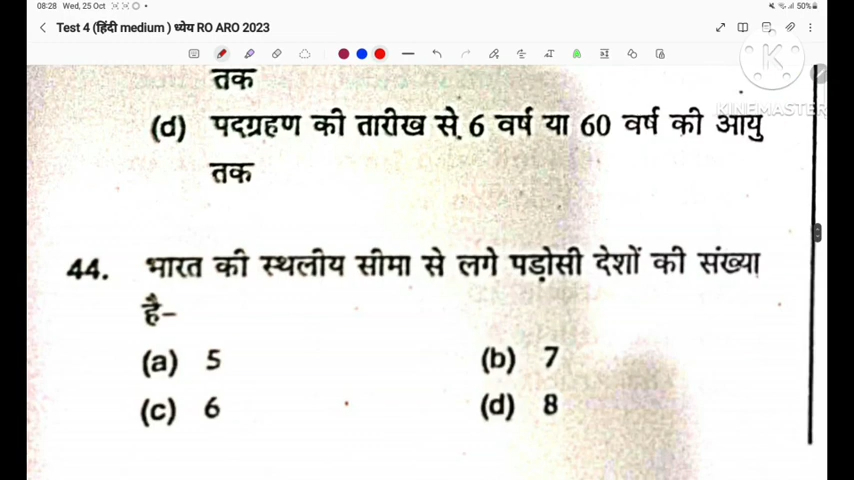 08:28 Wed, 25 Oct
50%
Test 4 (हिंदी medium ) ध्येय RO ARO 2023
KINEMASTER
तक
(d) पदग्रहण की तारीख से 6 वर्ष या 60 वर्ष की आयु
तक
44. भारत की स्थलीय सीमा से लगे पड़ोसी देशों की संख्या
है–
(a) 5 (b) 7
(c) 6 (d) 8